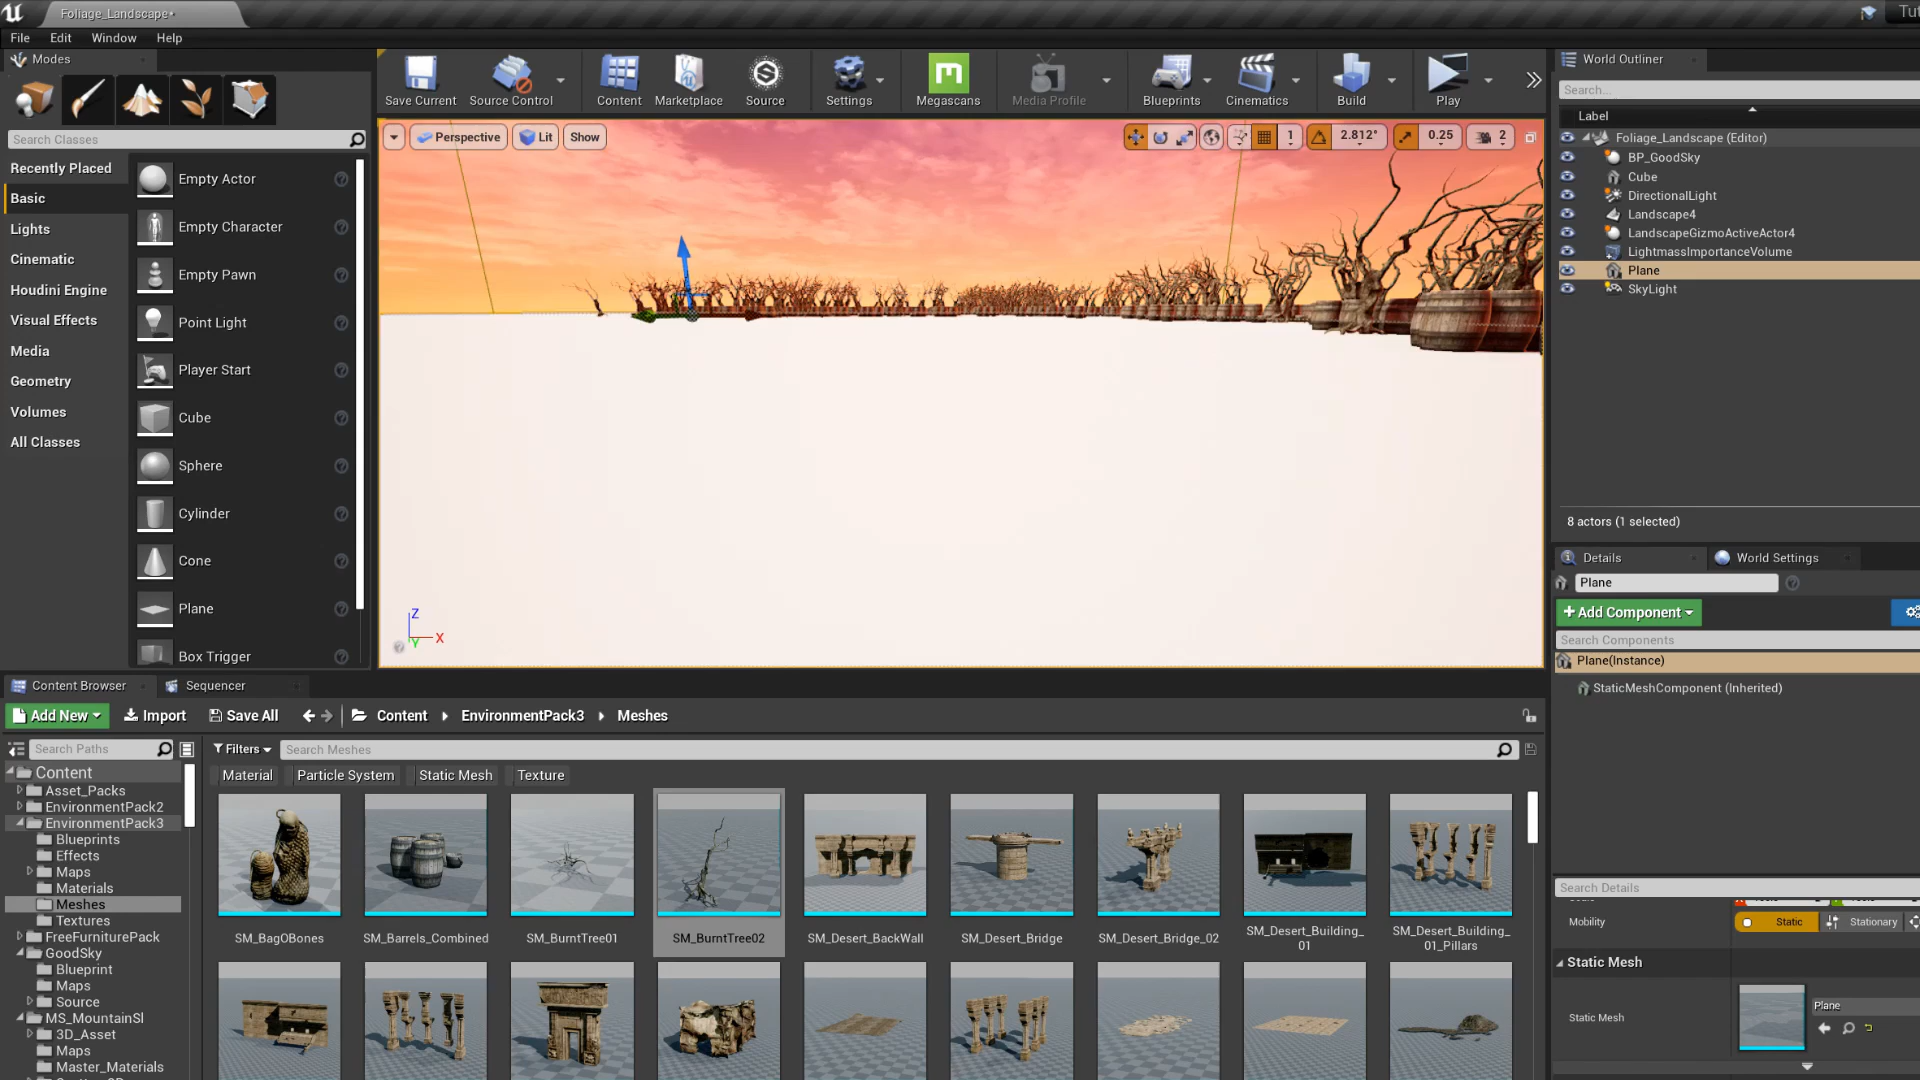 Foliage_Landscape*
Tut
File Edit Window Help
Modes
Search Classes
Recently Placed
Basic
Lights
Cinematic
Houdini Engine
Visual Effects
Media
Geometry
Volumes
All Classes
Empty Actor
Empty Character
Empty Pawn
Point Light
Player Start
Cube
Sphere
Cylinder
Cone
Plane
Box Trigger
Save Current Source Control Content Marketplace Source Settings Megascans Media Profile Blueprints Cinematics Build Play
Perspective Lit Show
1 2.812° 0.25 2
Z
X
Y
World Outliner
Search...
Label
Foliage_Landscape (Editor)
BP_GoodSky
Cube
DirectionalLight
Landscape4
LandscapeGizmoActiveActor4
LightmassImportanceVolume
Plane
SkyLight
8 actors (1 selected)
Details World Settings
Plane
Add Component
Search Components
Plane(Instance)
StaticMeshComponent (Inherited)
Search Details
Mobility Static Stationary
Static Mesh
Static Mesh Plane
Content Browser Sequencer
Add New Import Save All Content EnvironmentPack3 Meshes
Search Paths
Filters Search Meshes
Material Particle System Static Mesh Texture
Content
Asset_Packs
EnvironmentPack2
EnvironmentPack3
Blueprints
Effects
Maps
Materials
Meshes
Textures
FreeFurniturePack
GoodSky
Blueprint
Maps
Source
MS_MountainSl
3D_Asset
Maps
Master_Materials
SM_BagOBones
SM_Barrels_Combined
SM_BurntTree01
SM_BurntTree02
SM_Desert_BackWall
SM_Desert_Bridge
SM_Desert_Bridge_02
SM_Desert_Building_
01
SM_Desert_Building_
01_Pillars